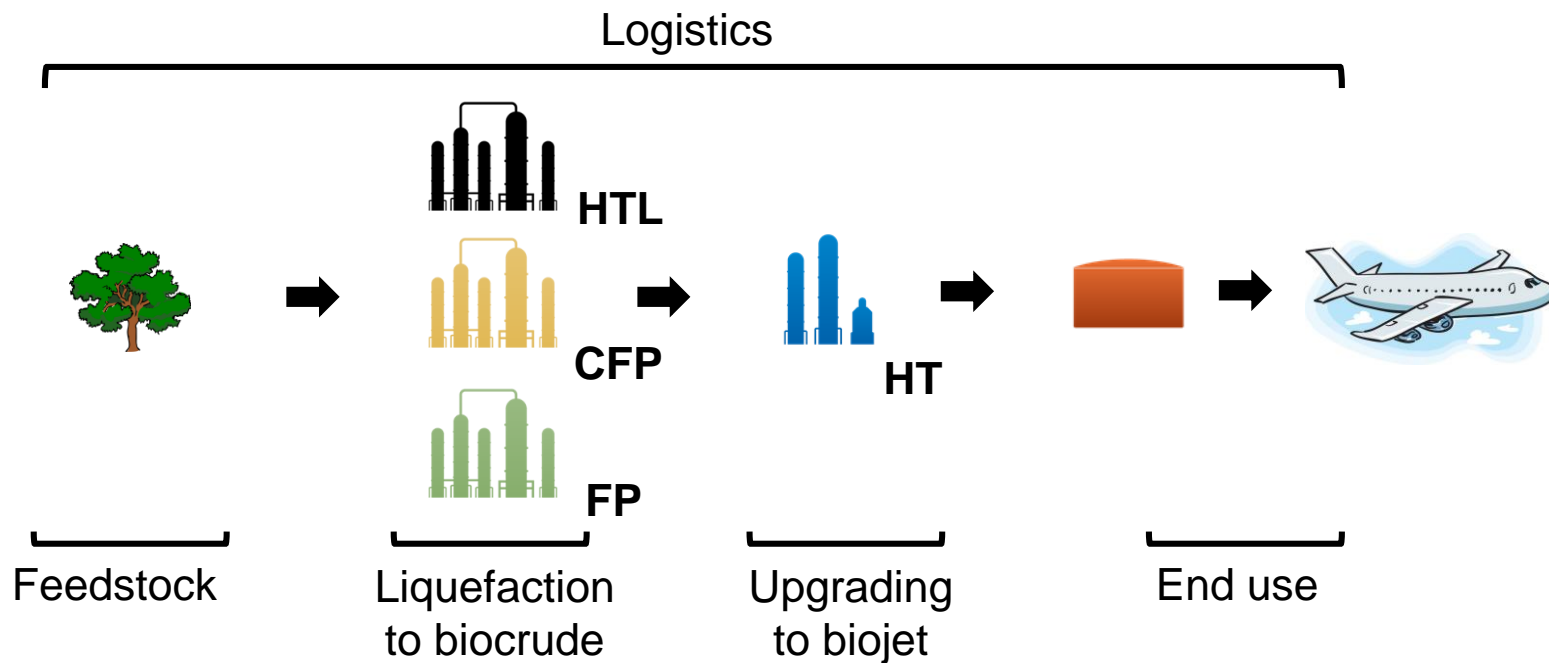 Logistics
HTL
CFP
HT
FP
Feedstock
Liquefaction
to biocrude
Upgrading
to biojet
End use